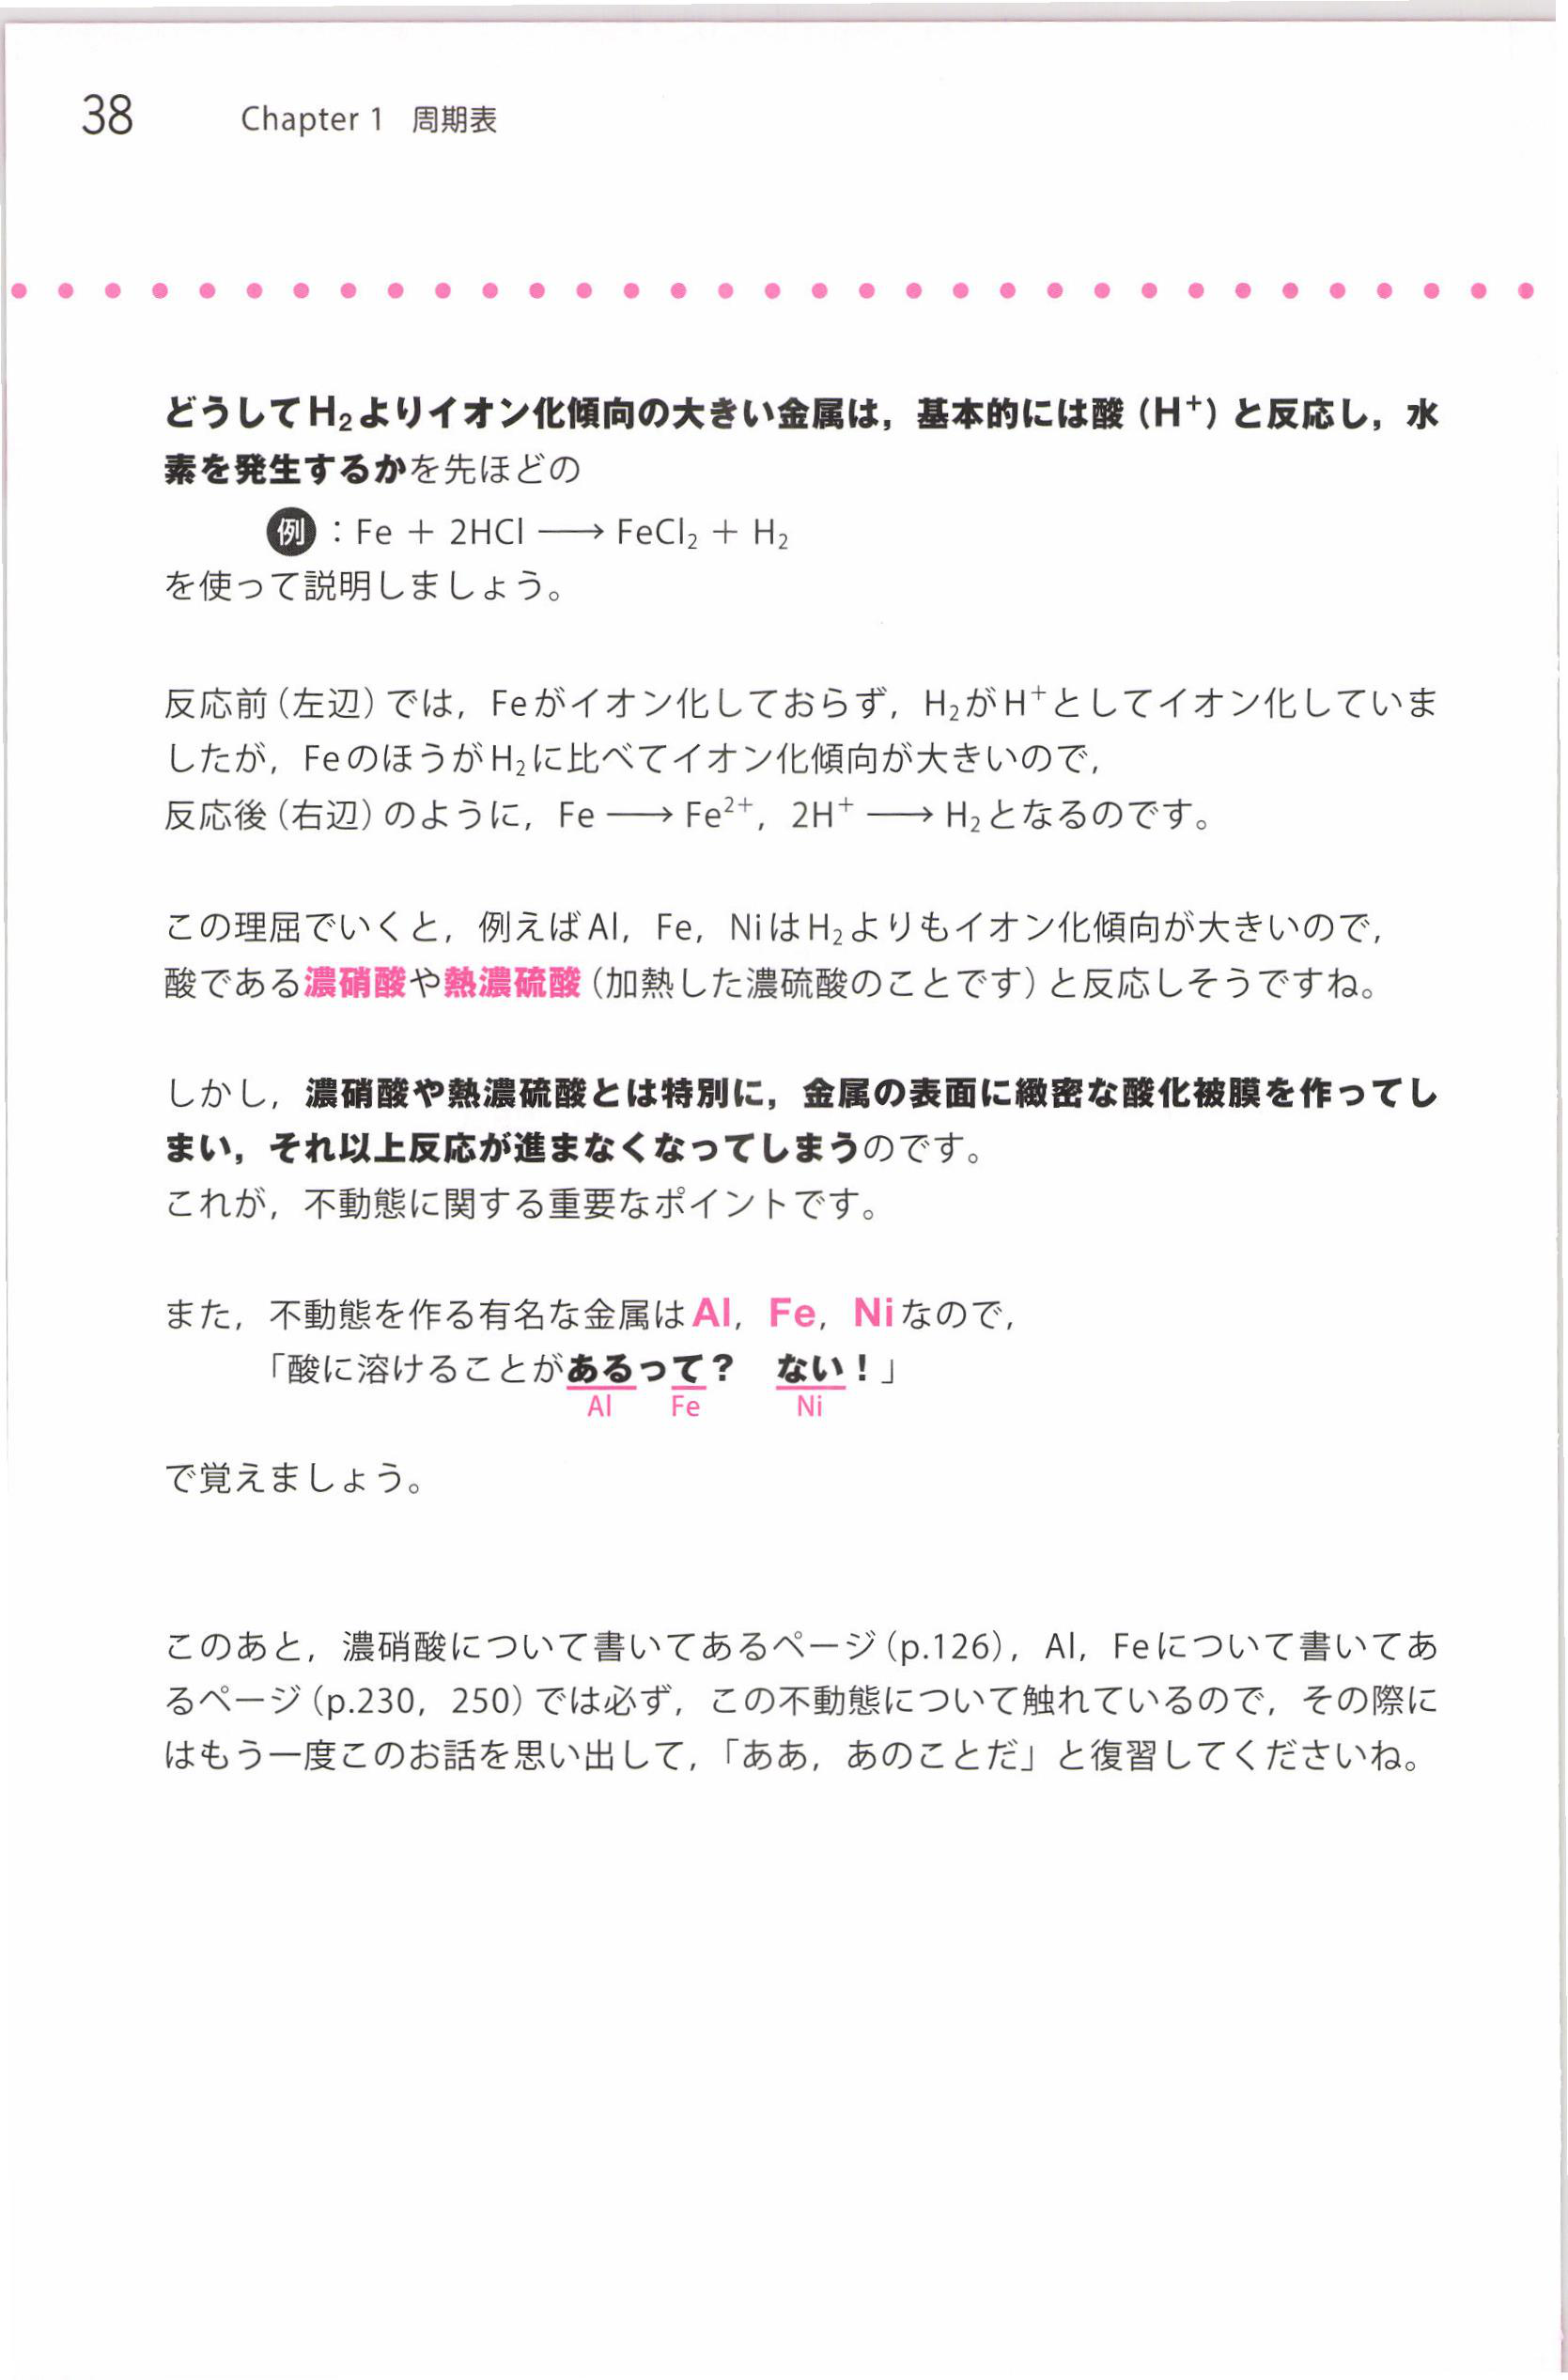 38 Chapter 1 周期表
どうしてH₂よりイオン化傾向の大きい金属は，基本的には酸（H⁺）と反応し，水
素を発生するかを先ほどの
例：Fe + 2HCl ⟶ FeCl₂ + H₂
を使って説明しましょう。
反応前（左辺）では，Feがイオン化しておらず，H₂がH⁺としてイオン化していま
したが，FeのほうがH₂に比べてイオン化傾向が大きいので，
反応後（右辺）のように，Fe ⟶ Fe²⁺，2H⁺ ⟶ H₂となるのです。
この理屈でいくと，例えばAl，Fe，NiはH₂よりもイオン化傾向が大きいので，
酸である濃硝酸や熱濃硫酸（加熱した濃硫酸のことです）と反応しそうですね。
しかし，濃硝酸や熱濃硫酸とは特別に，金属の表面に緻密な酸化被膜を作ってし
まい，それ以上反応が進まなくなってしまうのです。
これが，不動態に関する重要なポイントです。
また，不動態を作る有名な金属はAl，Fe，Niなので，
「酸に溶けることがあるって？　ない！」
Al Fe Ni
で覚えましょう。
このあと，濃硝酸について書いてあるページ（p.126），Al，Feについて書いてあ
るページ（p.230，250）では必ず，この不動態について触れているので，その際に
はもう一度このお話を思い出して，「ああ，あのことだ」と復習してくださいね。